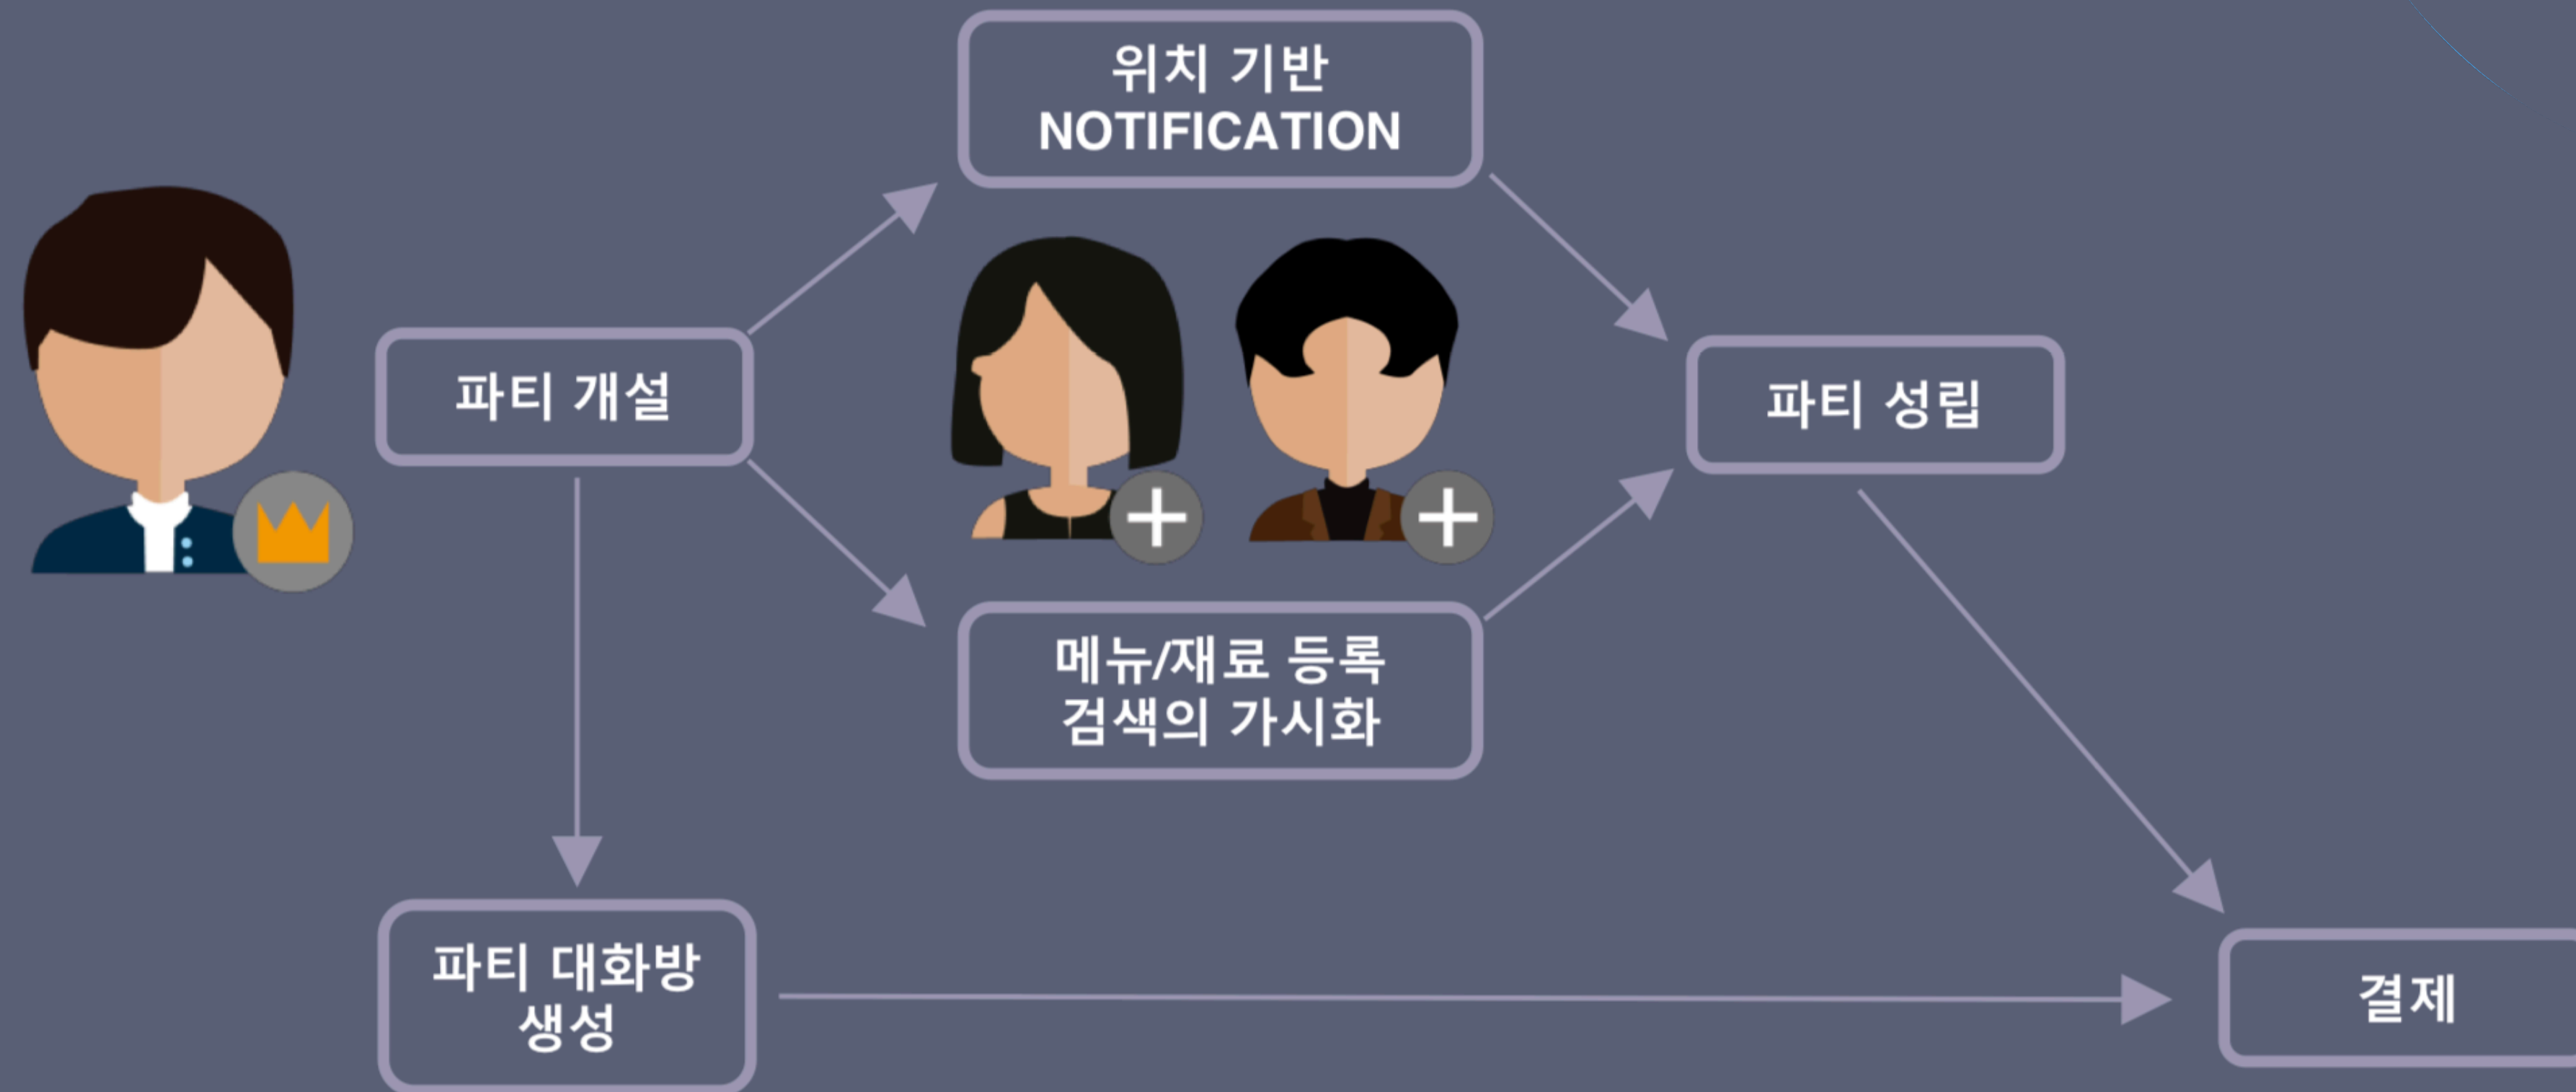 위치 기반
NOTIFICATION
파티 개설
파티 성립
메뉴/재료 등록
검색의 가시화
파티 대화방
생성
결제